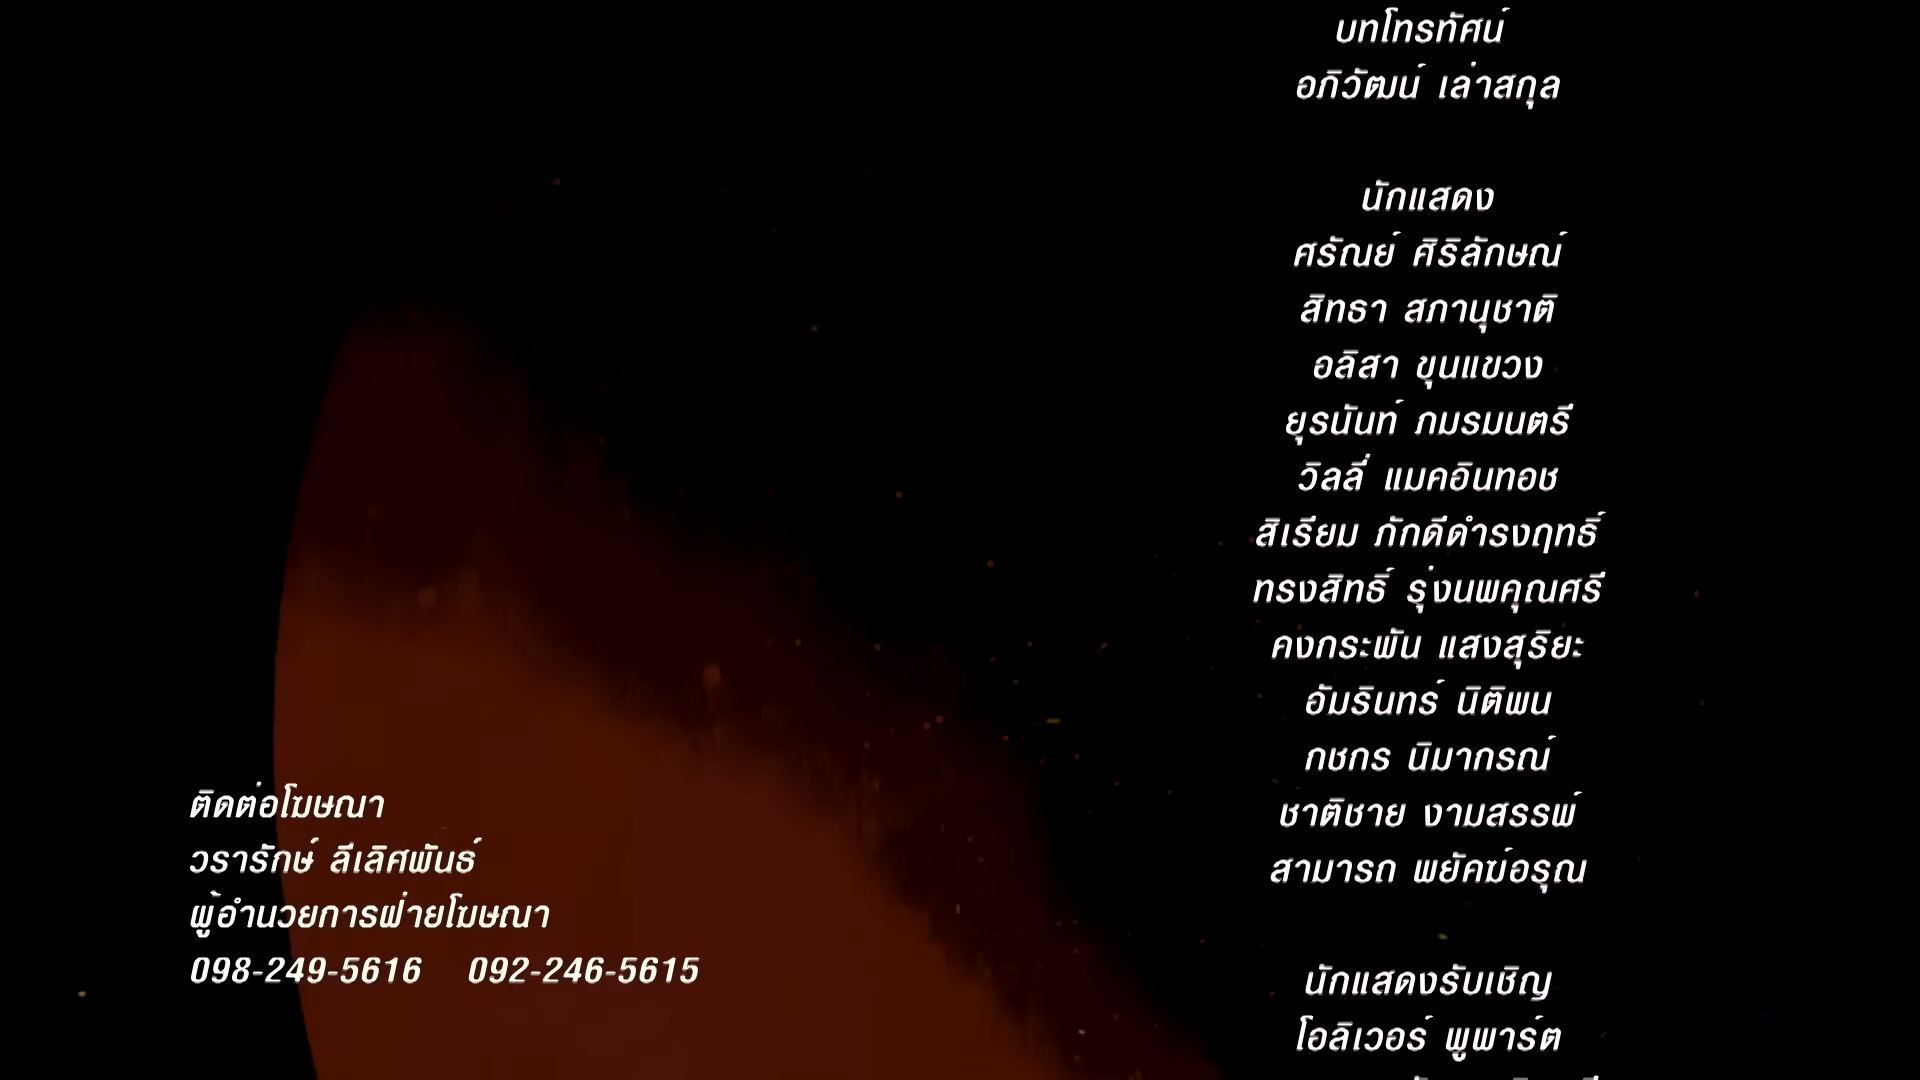 บทโทรทัศน์
อภิวัฒน์ เล่าสกุล
นักแสดง
ศรัณย์ ศิริลักษณ์
สิทธา สภานุชาติ
อลิสา ขุนแขวง
ยุรนันท์ ภมรมนตรี
วิลลี่ แมคอินทอช
สิเรียม ภักดีดำรงฤทธิ์
ทรงสิทธิ์ รุ่งนพคุณศรี
คงกระพัน แสงสุริยะ
อัมรินทร์ นิติพน
กชกร นิมากรณ์
ชาติชาย งามสรรพ์
สามารถ พยัคฆ์อรุณ
นักแสดงรับเชิญ
โอลิเวอร์ พูพาร์ต
ติดต่อโฆษณา
วรารักษ์ ลีเลิศพันธ์
ผู้อำนวยการฝ่ายโฆษณา
098-249-5616 092-246-5615